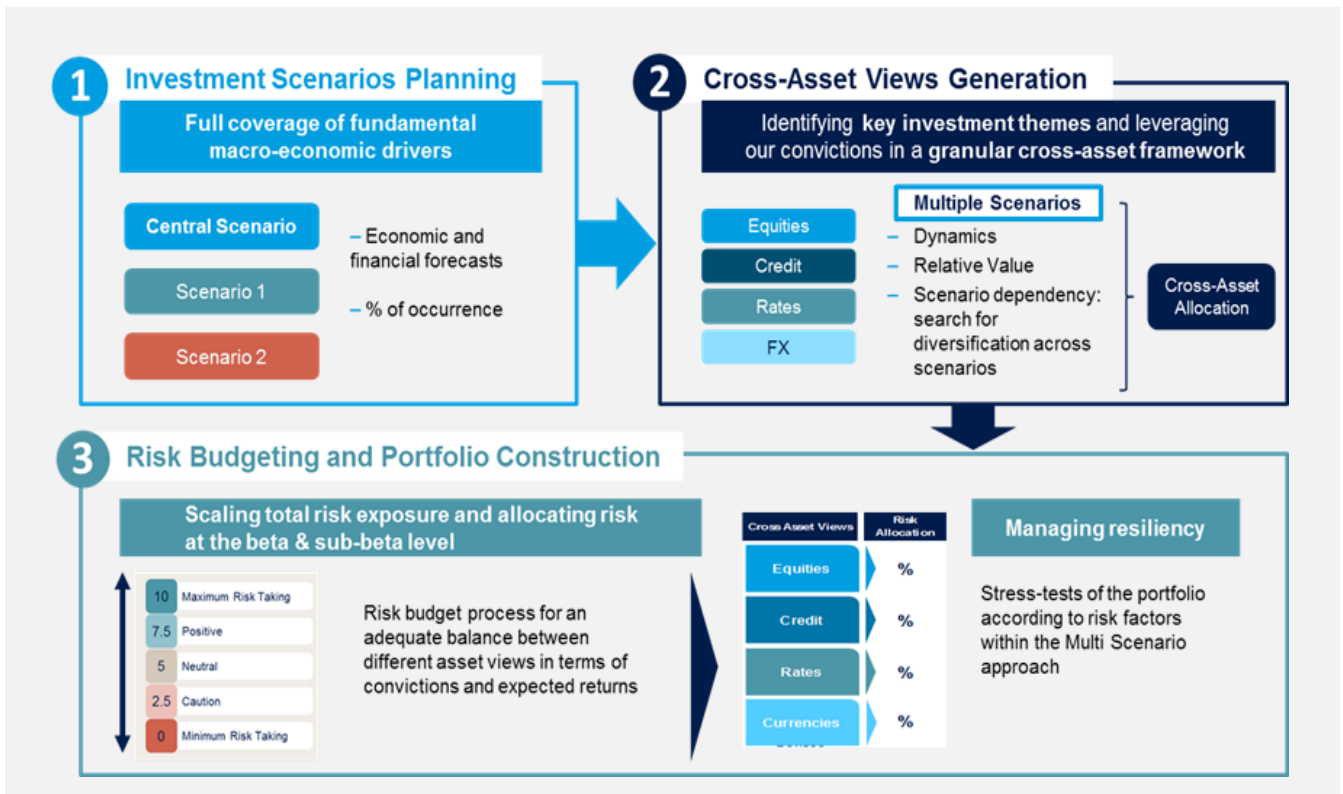 1
Investment Scenarios Planning
Full coverage of fundamental
macro-economic drivers
Central Scenario
Scenario 1
Scenario 2
– Economic and
financial forecasts
– % of occurrence
2
Cross-Asset Views Generation
Identifying key investment themes and leveraging
our convictions in a granular cross-asset framework
Equities
Credit
Rates
FX
Multiple Scenarios
– Dynamics
– Relative Value
– Scenario dependency:
search for
diversification across
scenarios
Cross-Asset
Allocation
3
Risk Budgeting and Portfolio Construction
Scaling total risk exposure and allocating risk
at the beta & sub-beta level
10 Maximum Risk Taking
7.5 Positive
5 Neutral
2.5 Caution
0 Minimum Risk Taking
Risk budget process for an
adequate balance between
different asset views in terms of
convictions and expected returns
Cross Asset Views
Risk
Allocation
Equities %
Credit %
Rates %
Currencies %
Managing resiliency
Stress-tests of the portfolio
according to risk factors
within the Multi Scenario
approach